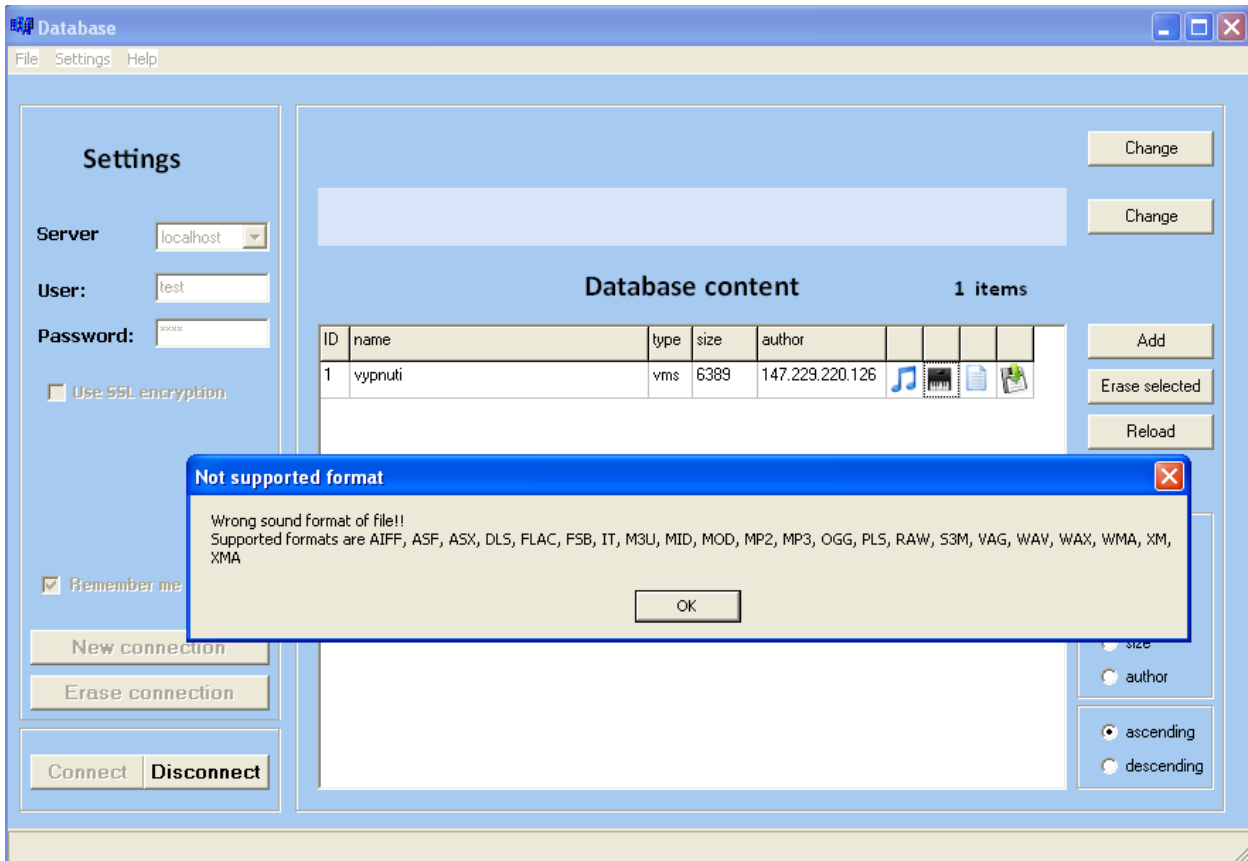 Database
File Settings Help
Settings
Server localhost
User: test
Password: xxxx
Use SSL encryption
Remember me
New connection
Erase connection
Connect Disconnect
Change
Change
Database content 1 items
ID name type size author
1 vypnuti vms 6389 147.229.220.126
Add
Erase selected
Reload
Not supported format
Wrong sound format of file!!
Supported formats are AIFF, ASF, ASX, DLS, FLAC, FSB, IT, M3U, MID, MOD, MP2, MP3, OGG, PLS, RAW, S3M, VAG, WAV, WAX, WMA, XM,
XMA
OK
size
author
ascending
descending